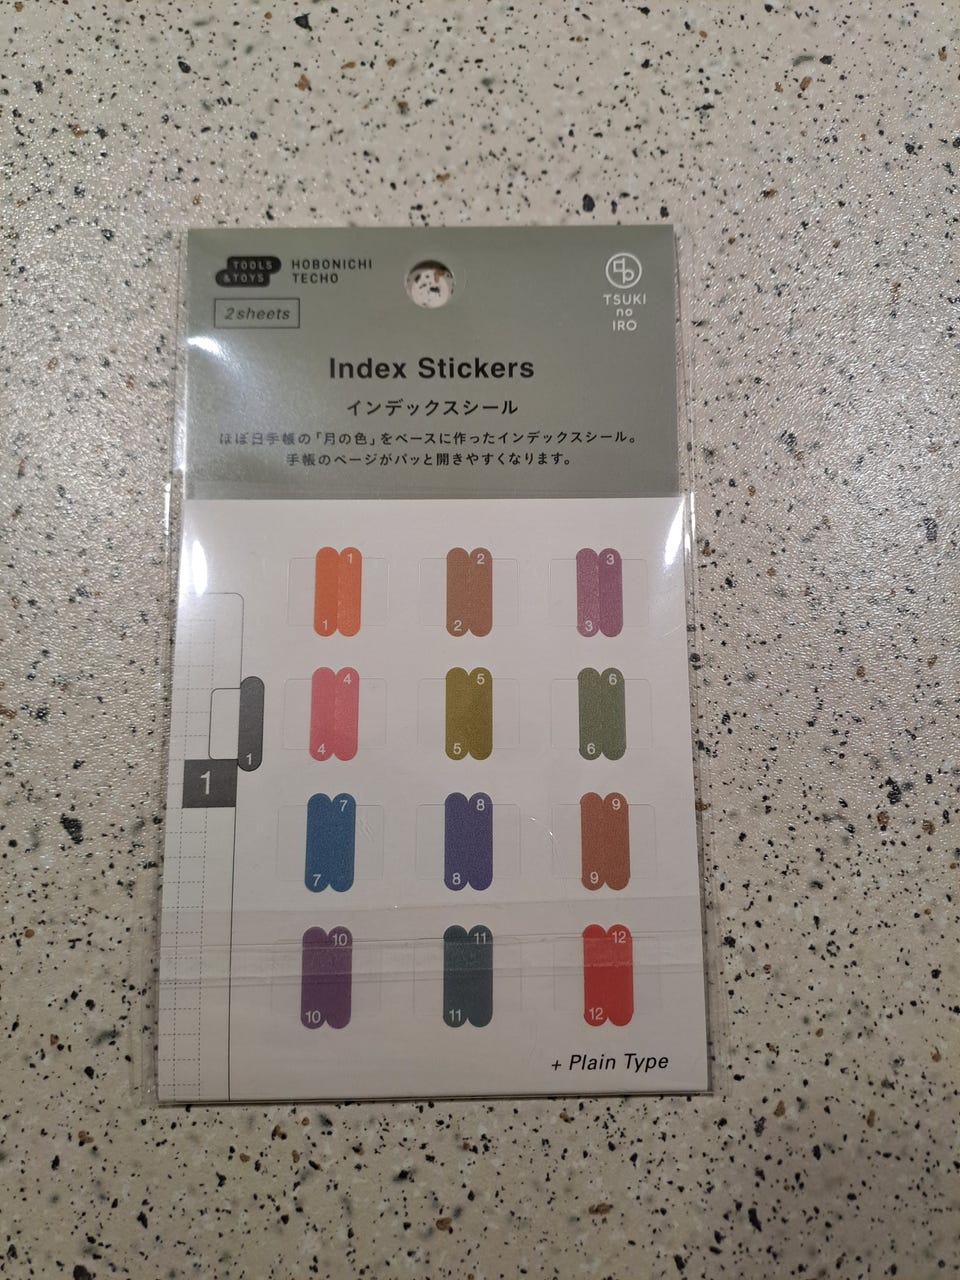 TOOLS
& TOYS
HOBONICHI
TECHO
2 sheets
TSUKI
no
IRO
Index Stickers
インデックスシール
ほぼ日手帳の「月の色」をベースに作ったインデックスシール。
手帳のページがパッと開きやすくなります。
1
1
2
2
3
3
4
4
5
5
6
6
1
1
7
7
8
8
9
9
10
10
11
11
12
12
+ Plain Type